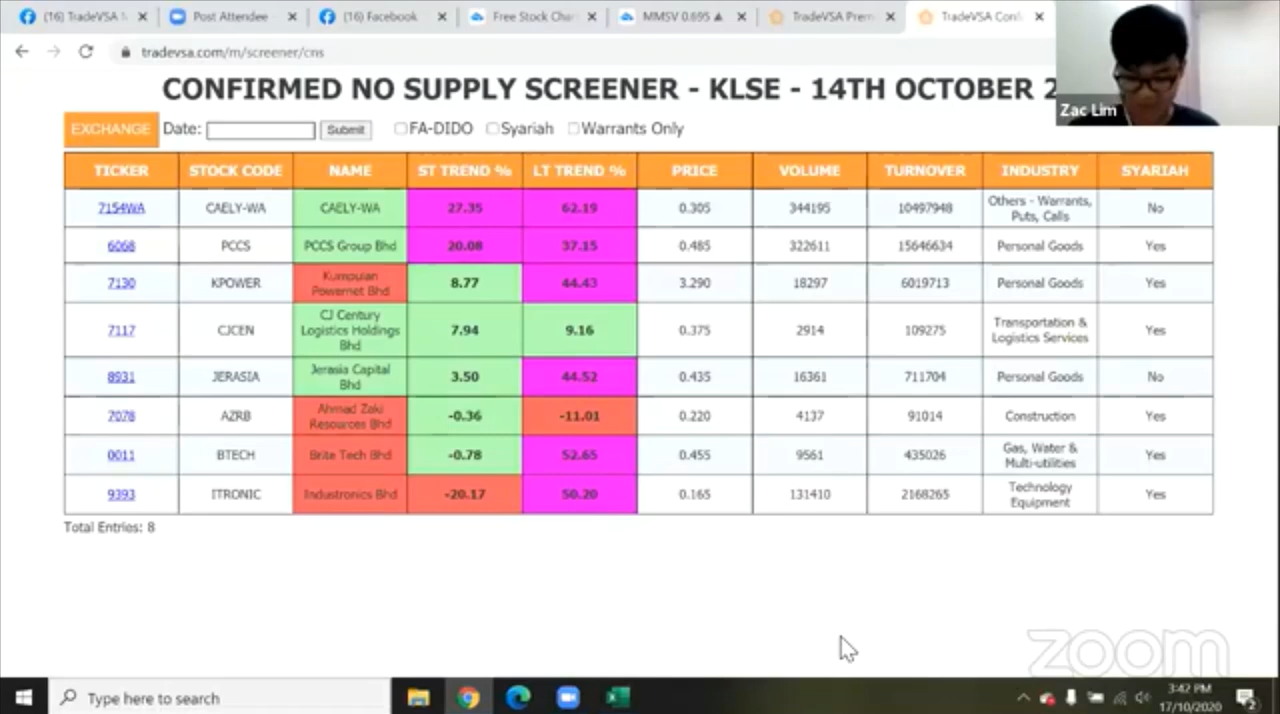 (16) TradeVSA M
Post Attendee
(16) Facebook
Free Stock Char
MMSV 0.695 ▲
TradeVSA Prem
TradeVSA Conf
tradevsa.com/m/screener/cns
CONFIRMED NO SUPPLY SCREENER - KLSE - 14TH OCTOBER 2
Zac Lim
EXCHANGE Date: Submit FA-DIDO Syariah Warrants Only
TICKER STOCK CODE NAME ST TREND % LT TREND % PRICE VOLUME TURNOVER INDUSTRY SYARIAH
7154WA CAELY-WA CAELY-WA 27.35 62.19 0.305 344195 10497948 Others - Warrants, Puts, Calls No
6068 PCCS PCCS Group Bhd 20.08 37.15 0.485 322611 15646634 Personal Goods Yes
7130 KPOWER Kumpulan Powernet Bhd 8.77 44.43 3.290 18297 6019713 Personal Goods Yes
7117 CJCEN CJ Century Logistics Holdings Bhd 7.94 9.16 0.375 2914 109275 Transportation & Logistics Services Yes
8931 JERASIA Jerasia Capital Bhd 3.50 44.52 0.435 16361 711704 Personal Goods No
7078 AZRB Ahmad Zaki Resources Bhd -0.36 -11.01 0.220 4137 91014 Construction Yes
0011 BTECH Brite Tech Bhd -0.78 52.65 0.455 9561 435026 Gas, Water & Multi-utilities Yes
9393 ITRONIC Industronics Bhd -20.17 50.20 0.165 131410 2168265 Technology Equipment Yes
Total Entries: 8
zoom
Type here to search
3:42 PM
17/10/2020
2